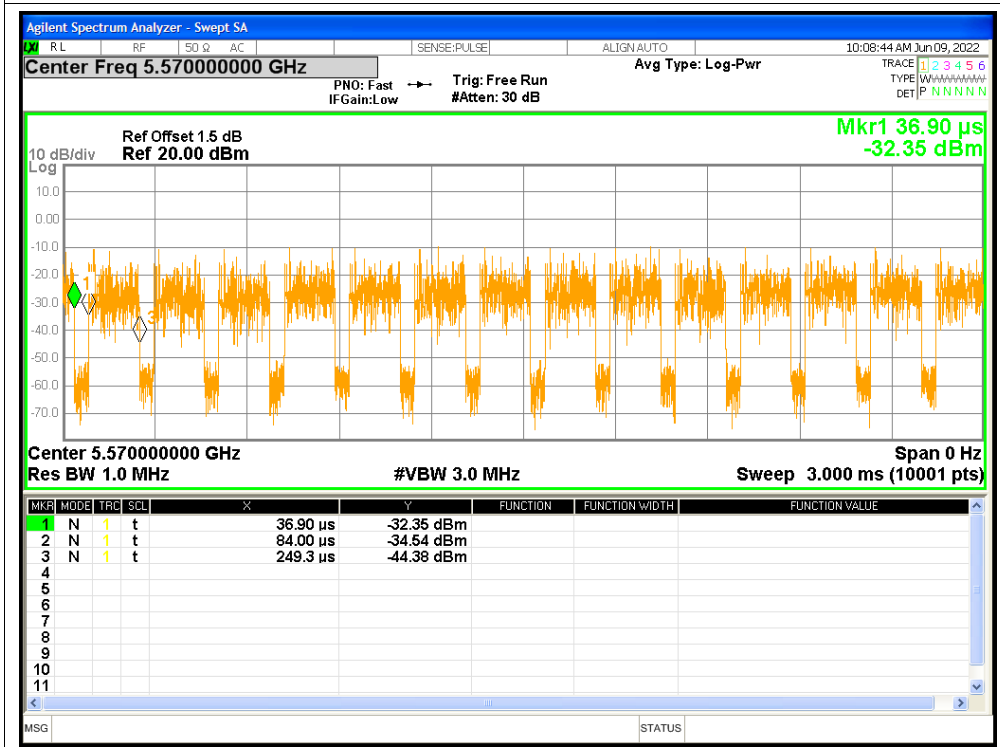 Agilent Spectrum Analyzer - Swept SA
LXI RL RF 50 Ω AC SENSE:PULSE ALIGN AUTO 10:08:44 AM Jun 09, 2022
Center Freq 5.570000000 GHz
PNO: Fast
IFGain:Low
Trig: Free Run
#Atten: 30 dB
Avg Type: Log-Pwr
TRACE 1 2 3 4 5 6
TYPE W
DET P N N N N N
Mkr1 36.90 µs
-32.35 dBm
Ref Offset 1.5 dB
10 dB/div Ref 20.00 dBm
Log
10.0
0.00
-10.0
-20.0
-30.0
-40.0
-50.0
-60.0
-70.0
1
3
Center 5.570000000 GHz Span 0 Hz
Res BW 1.0 MHz #VBW 3.0 MHz Sweep 3.000 ms (10001 pts)
MKR MODE TRC SCL X Y FUNCTION FUNCTION WIDTH FUNCTION VALUE
1 N 1 t 36.90 µs -32.35 dBm
2 N 1 t 84.00 µs -34.54 dBm
3 N 1 t 249.3 µs -44.38 dBm
4
5
6
7
8
9
10
11
MSG STATUS